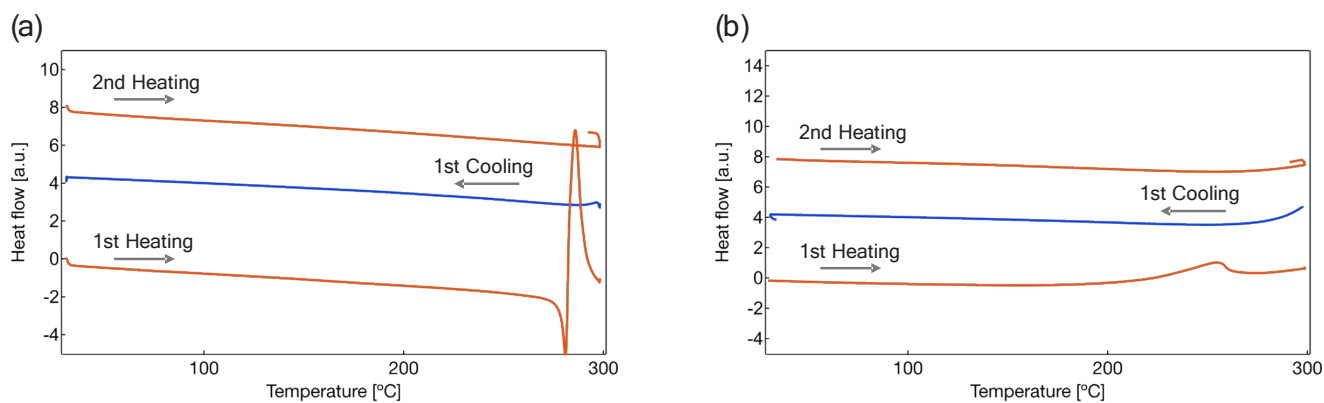 (a)
10
8
6
4
2
0
-2
-4
Heat flow [a.u.]
2nd Heating
1st Cooling
1st Heating
100
200
300
Temperature [°C]
(b)
14
12
10
8
6
4
2
0
-2
-4
Heat flow [a.u.]
2nd Heating
1st Cooling
1st Heating
100
200
300
Temperature [°C]